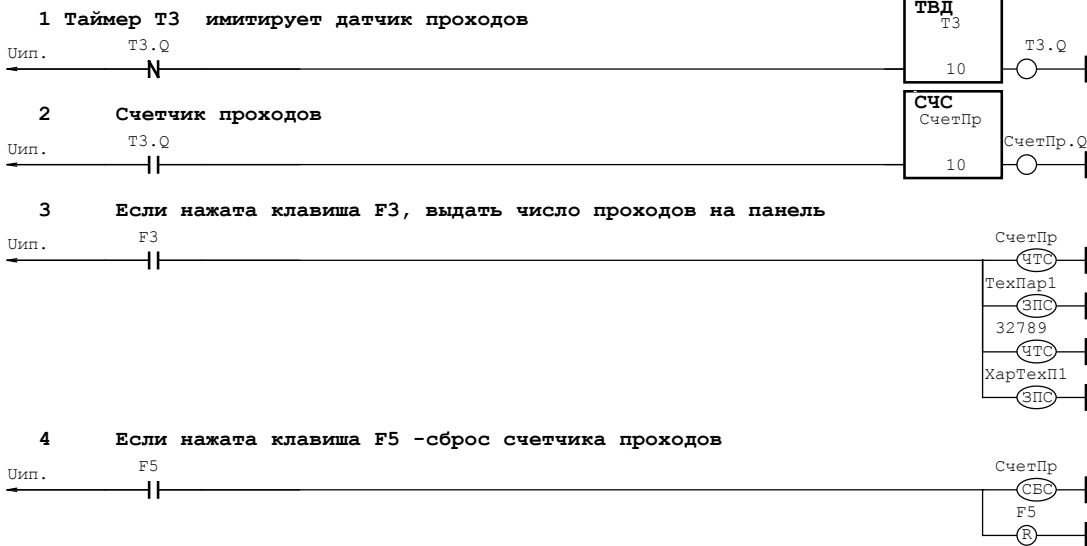 1 Таймер Т3 имитирует датчик проходов
ТВД
Т3
Uип.
Т3.Q
10
Т3.Q
2 Счетчик проходов
СЧС
СчетПр
Uип.
Т3.Q
10
СчетПр.Q
3 Если нажата клавиша F3, выдать число проходов на панель
Uип.
F3
СчетПр
ЧТС
ТехПар1
ЗПС
32789
ЧТС
ХарТехП1
ЗПС
4 Если нажата клавиша F5 -сброс счетчика проходов
Uип.
F5
СчетПр
СБС
F5
R